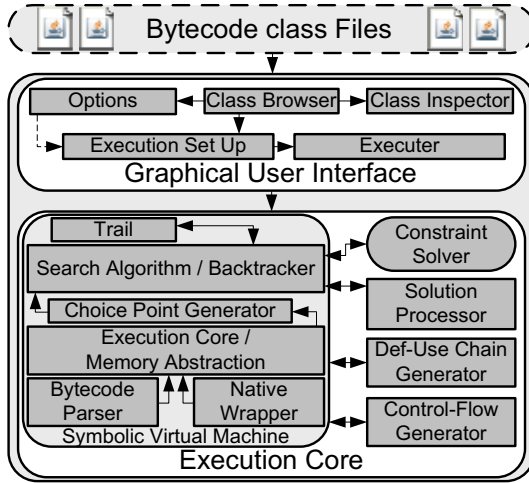 Bytecode class Files
Options
Class Browser
Class Inspector
Execution Set Up
Executer
Graphical User Interface
Trail
Search Algorithm / Backtracker
Constraint
Solver
Choice Point Generator
Solution
Processor
Execution Core /
Memory Abstraction
Def-Use Chain
Generator
Bytecode
Parser
Native
Wrapper
Control-Flow
Generator
Symbolic Virtual Machine
Execution Core